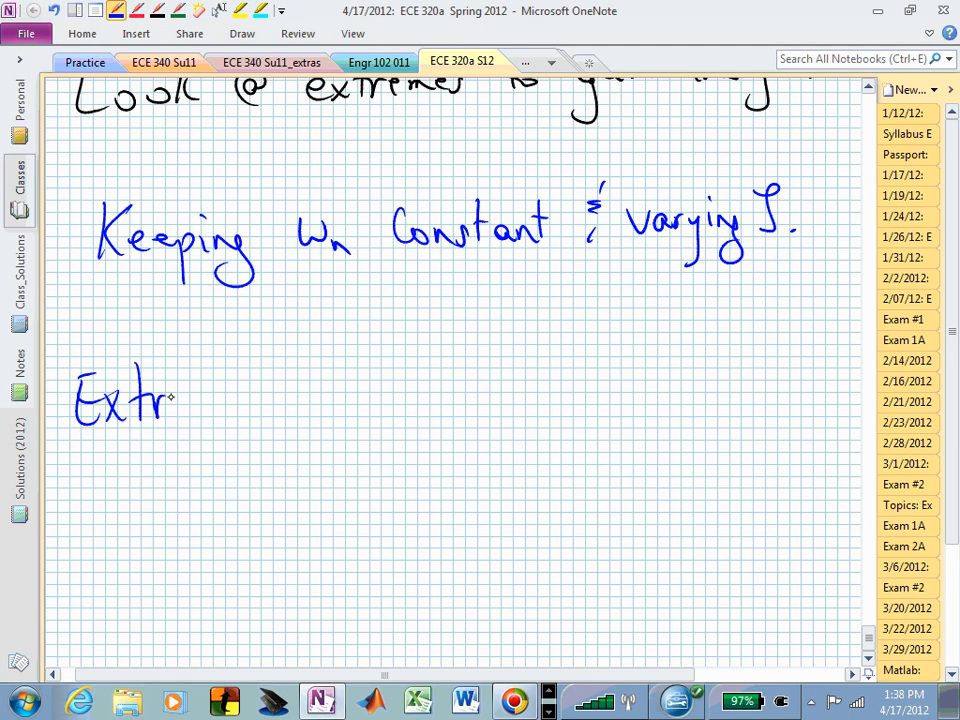 4/17/2012: ECE 320a Spring 2012 - Microsoft OneNote
File Home Insert Share Draw Review View
Practice ECE 340 Su11 ECE 340 Su11_extras Engr 102 011 ECE 320a S12 ...
Search All Notebooks (Ctrl+E)
Personal
Classes
Class_Solutions
Notes
Solutions (2012)
Look @ extremes to
Keeping ωn Constant & varying ζ.
Extr
New...
1/12/12:
Syllabus E
Passport:
1/17/12:
1/19/12:
1/24/12:
1/26/12: E
1/31/12:
2/2/2012:
2/07/12: E
Exam #1
Exam 1A
2/14/2012
2/16/2012
2/21/2012
2/23/2012
2/28/2012
3/1/2012:
Exam #2
Topics: Ex
Exam 1A
Exam 2A
3/6/2012:
Exam #2
3/20/2012
3/22/2012
3/29/2012
Matlab:
97%
1:38 PM
4/17/2012